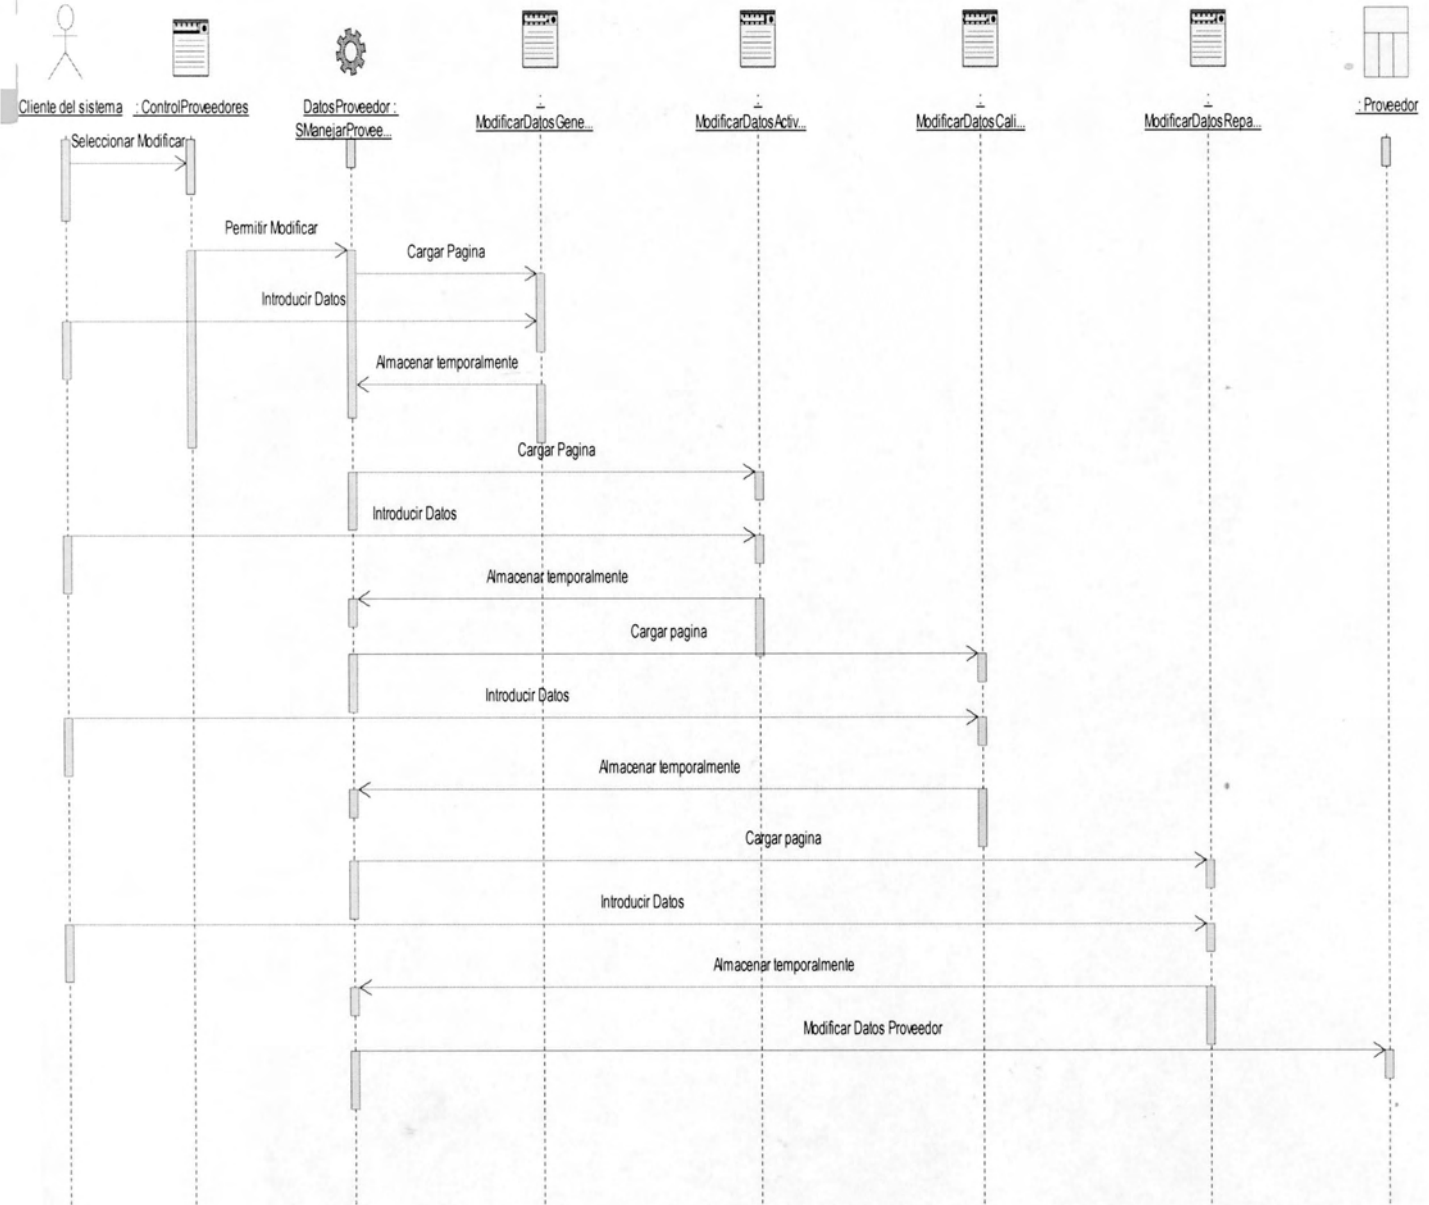 Cliente del sistema
: ControlProveedores
DatosProveedor :
SManejarProvee...
:
ModificarDatosGene...
:
ModificarDatosActiv...
:
ModificarDatosCali...
:
ModificarDatosRepa...
: Proveedor
Seleccionar Modificar
Permitir Modificar
Cargar Pagina
Introducir Datos
Almacenar temporalmente
Cargar Pagina
Introducir Datos
Almacenar temporalmente
Cargar pagina
Introducir Datos
Almacenar temporalmente
Cargar pagina
Introducir Datos
Almacenar temporalmente
Modificar Datos Proveedor